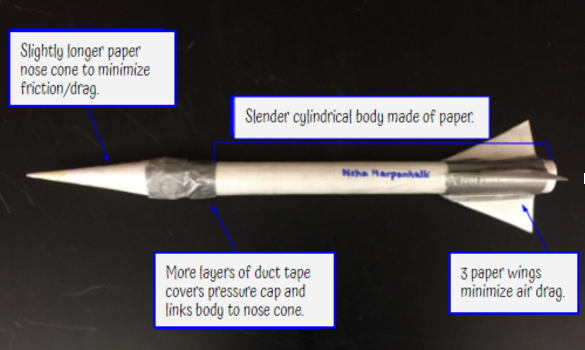 Slightly longer paper
nose cone to minimize
friction/drag.
Slender cylindrical body made of paper.
Neha Harpanhalli
More layers of duct tape
covers pressure cap and
links body to nose cone.
3 paper wings
minimize air drag.